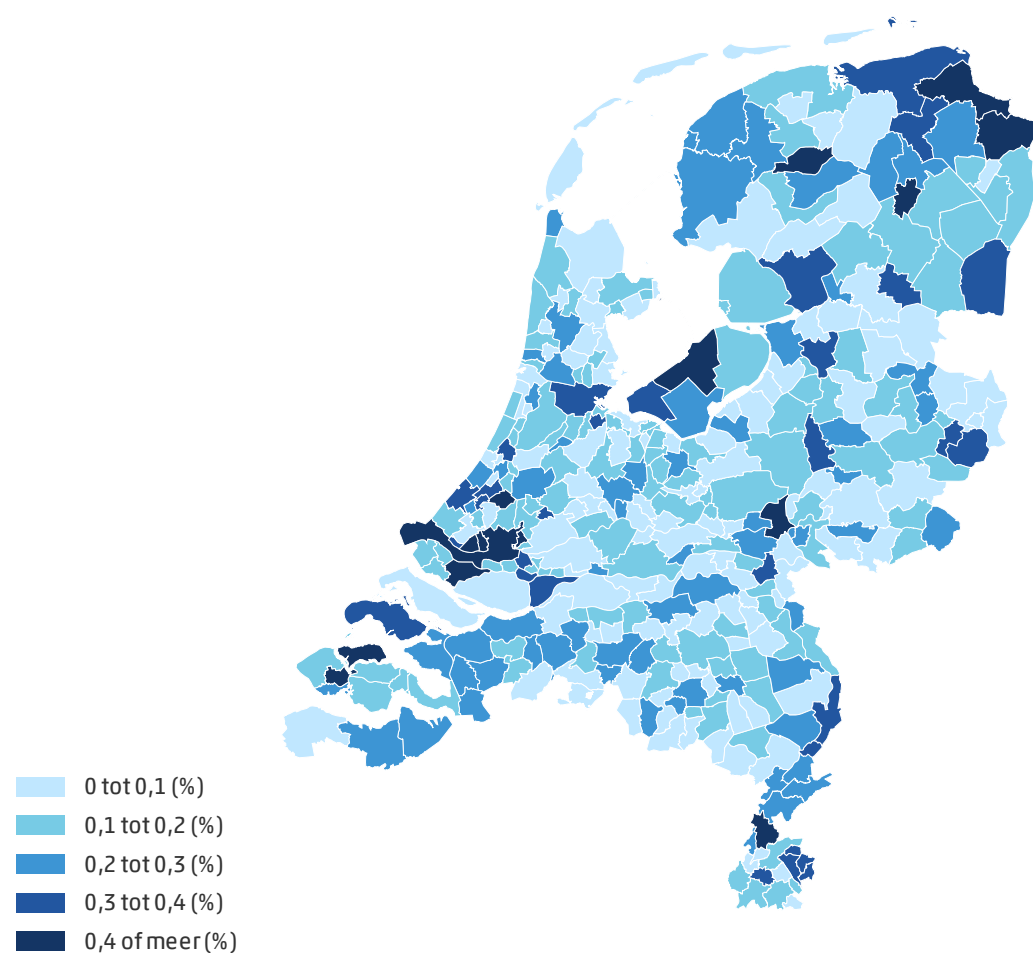 0 tot 0,1 (%)
0,1 tot 0,2 (%)
0,2 tot 0,3 (%)
0,3 tot 0,4 (%)
0,4 of meer (%)